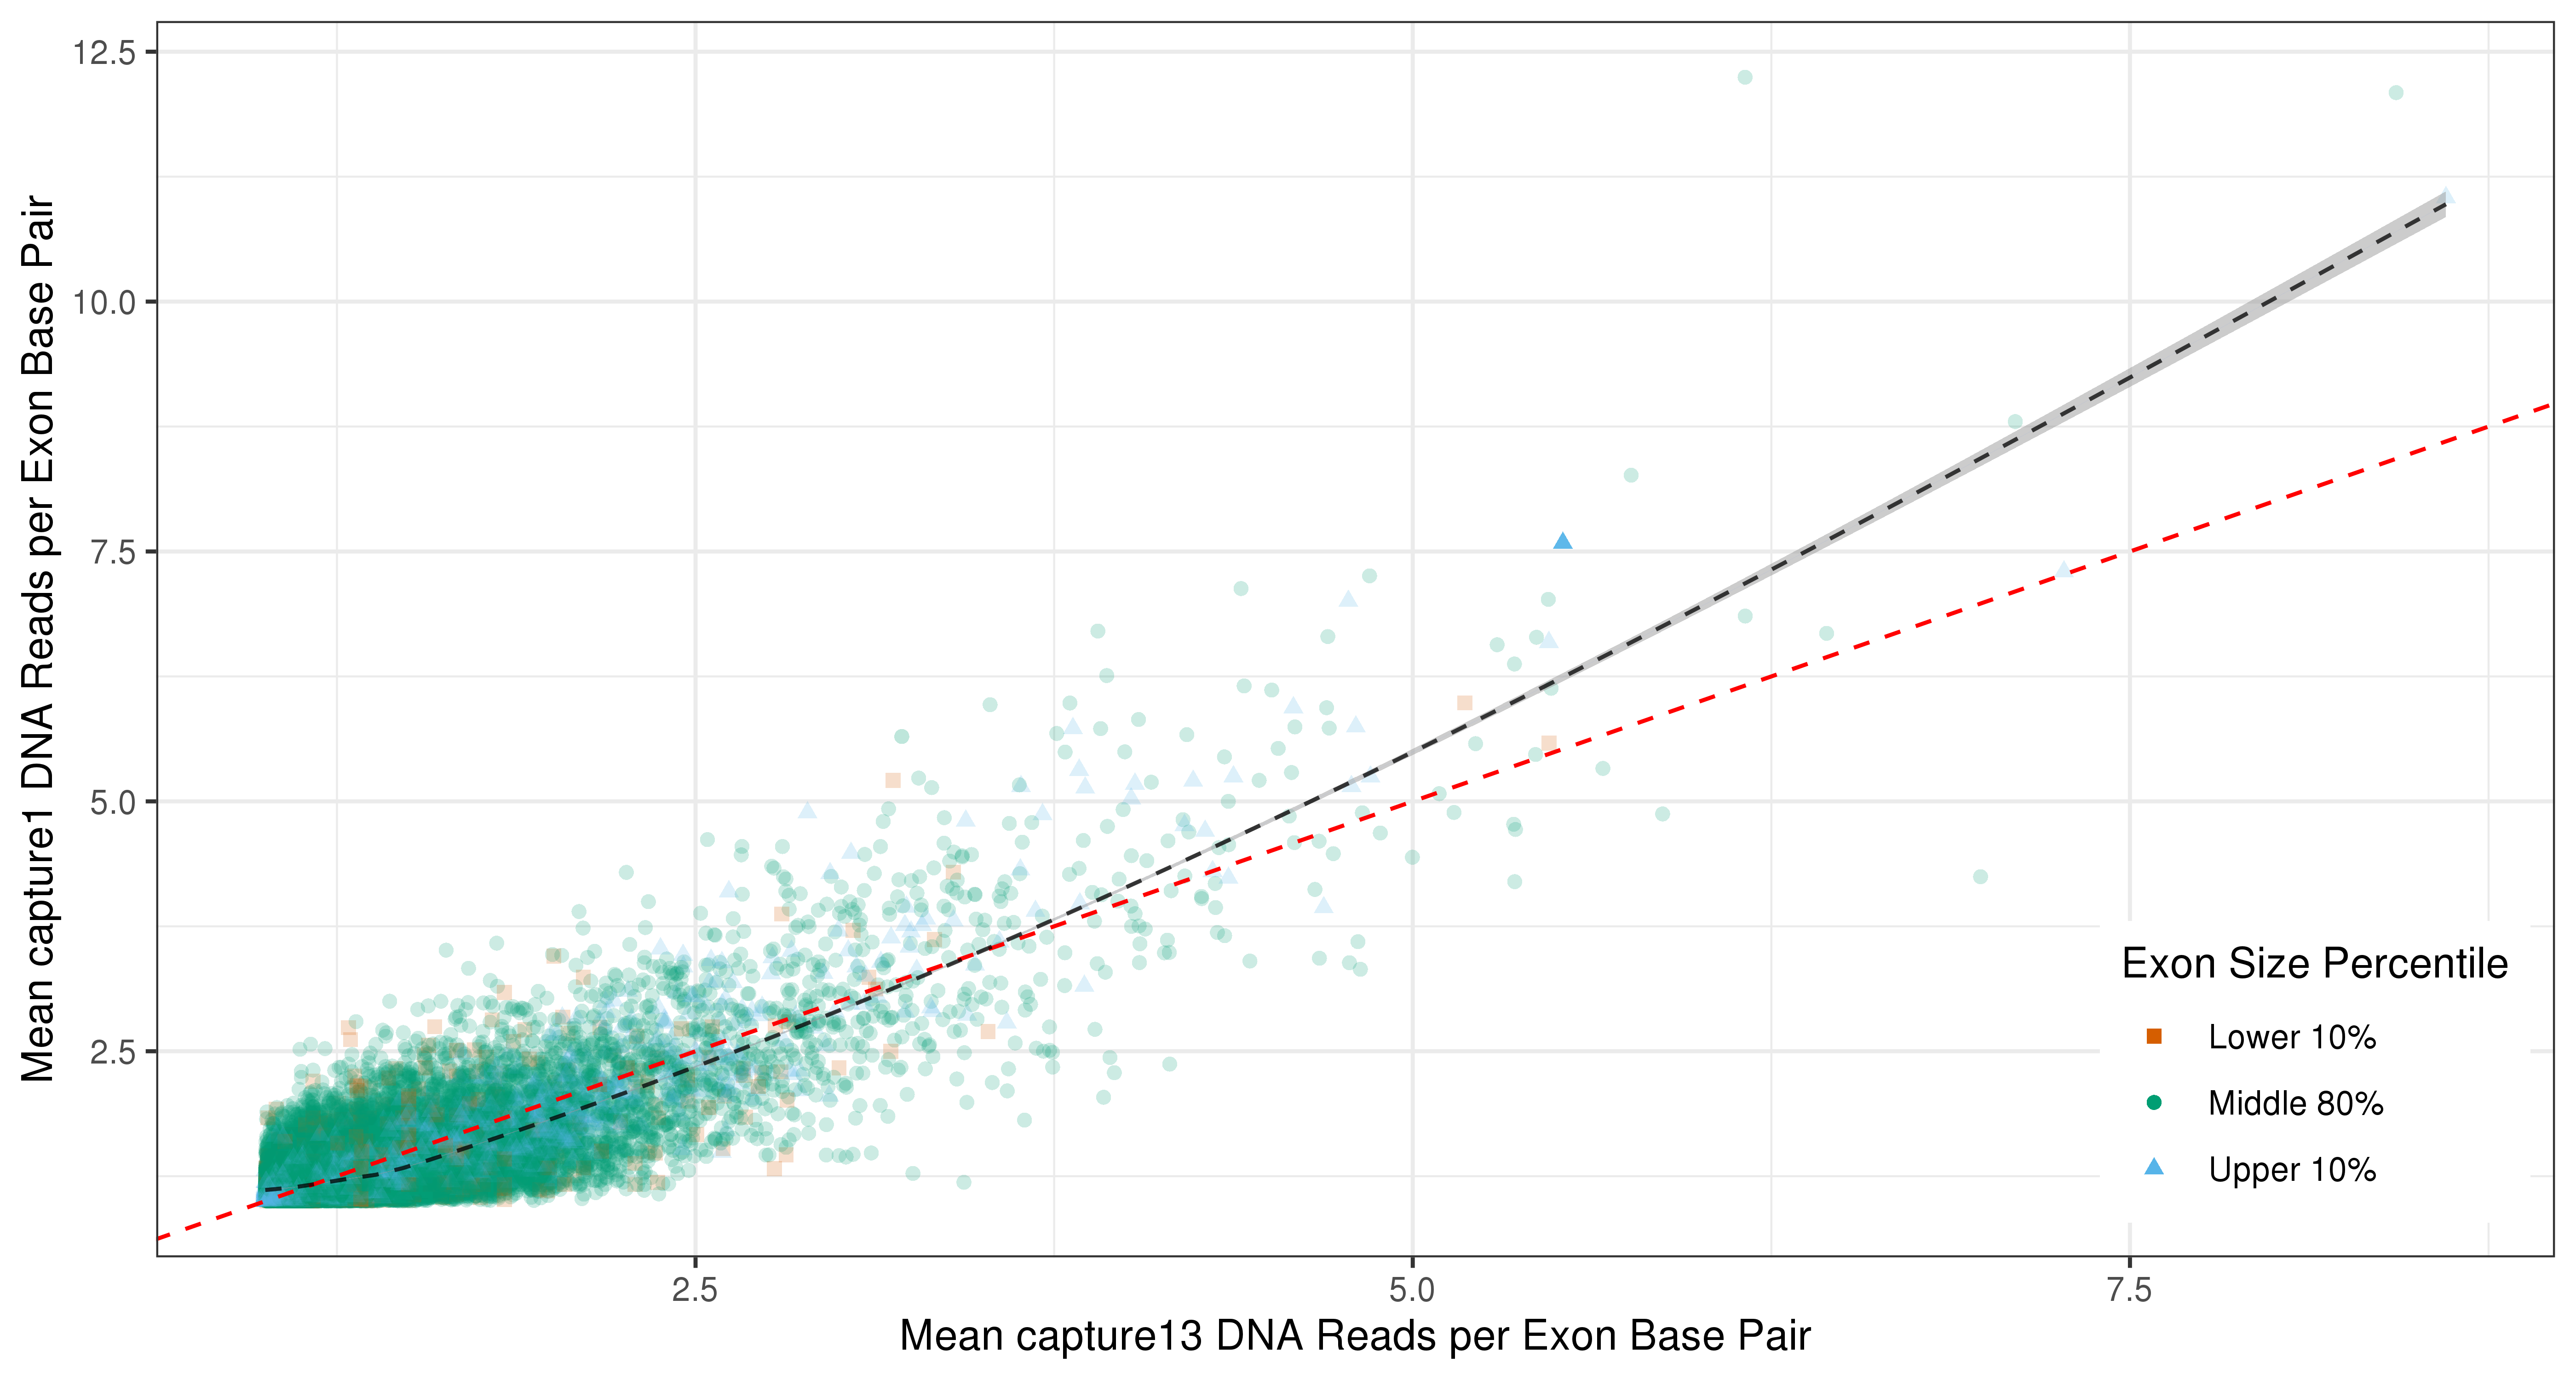 Mean capture1 DNA Reads per Exon Base Pair
12.5
10.0
7.5
5.0
2.5
Exon Size Percentile
Lower 10%
Middle 80%
Upper 10%
2.5 5.0 7.5
Mean capture13 DNA Reads per Exon Base Pair